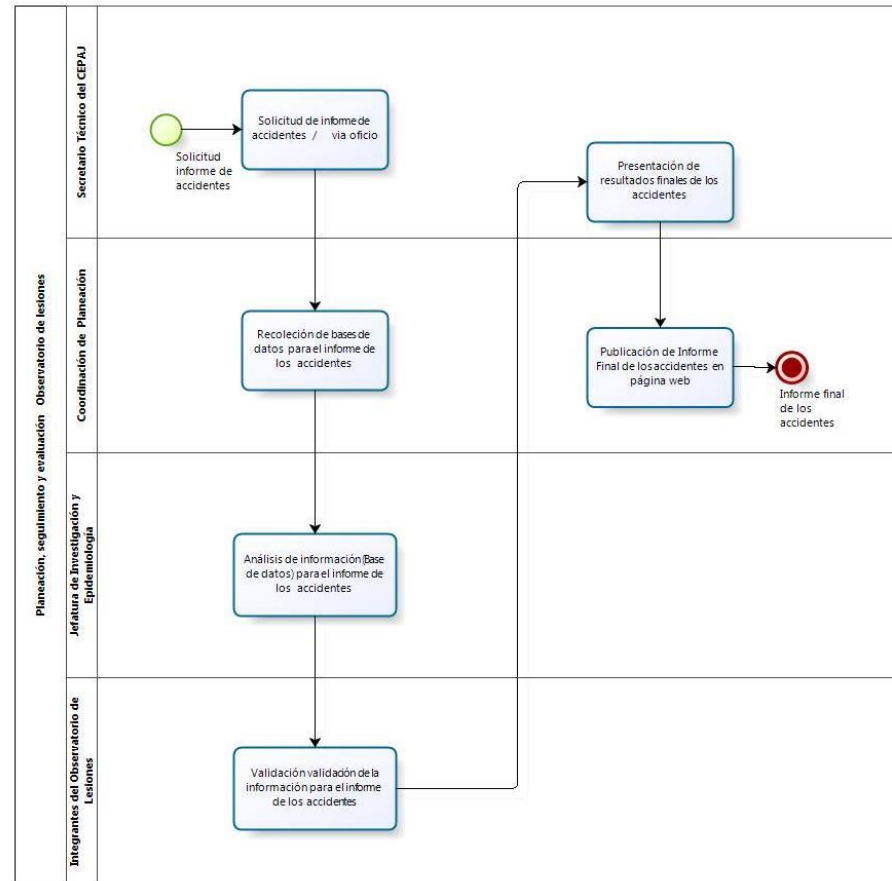 Planeación, seguimiento y evaluación Observatorio de lesiones
Secretario Técnico del CEPAJ
Solicitud
informe de
accidentes
Solicitud de informe de
accidentes / via oficio
Presentación de
resultados finales de los
accidentes
Coordinación de Planeación
Recoleción de bases de
datos para el informe de
los accidentes
Publicación de Informe
Final de los accidentes en
página web
Informe final
de los
accidentes
Jefatura de Investigación y
Epidemiología
Análisis de información (Base
de datos) para el informe de
los accidentes
Integrantes del Observatorio de
Lesiones
Validación validación de la
información para el informe
de los accidentes